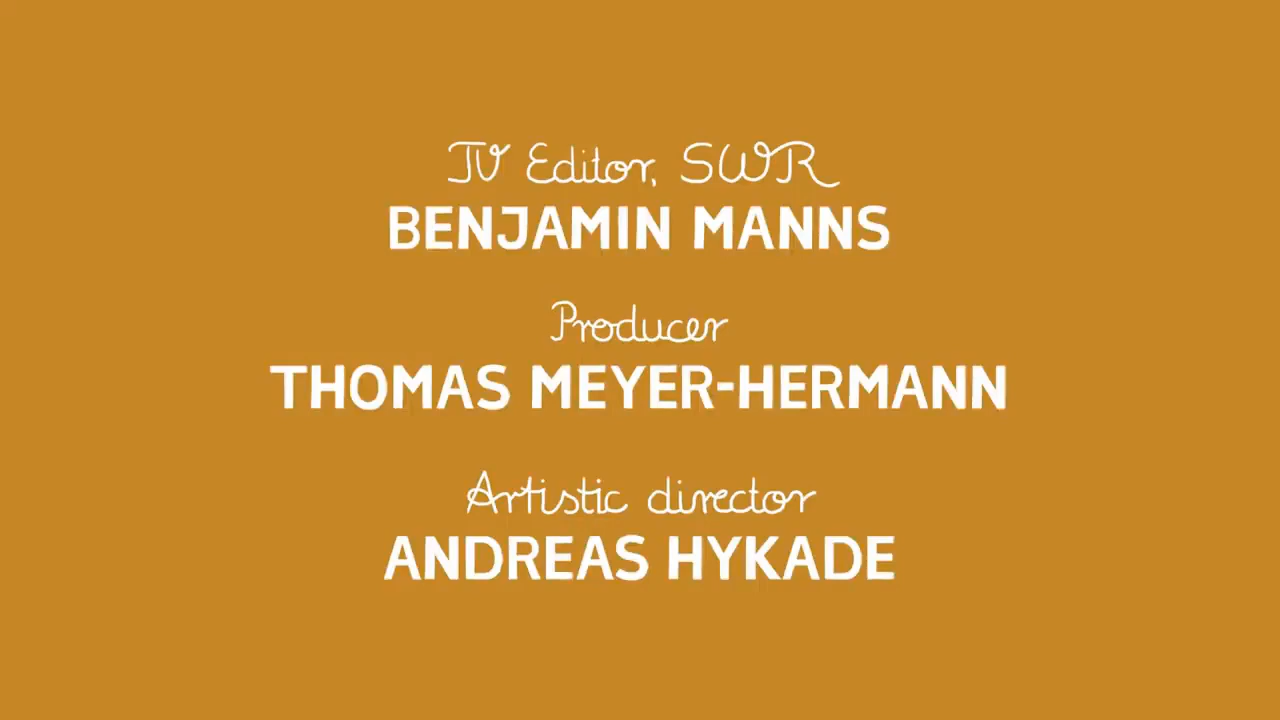 TV Editor, SWR
BENJAMIN MANNS
Producer
THOMAS MEYER-HERMANN
Artistic director
ANDREAS HYKADE